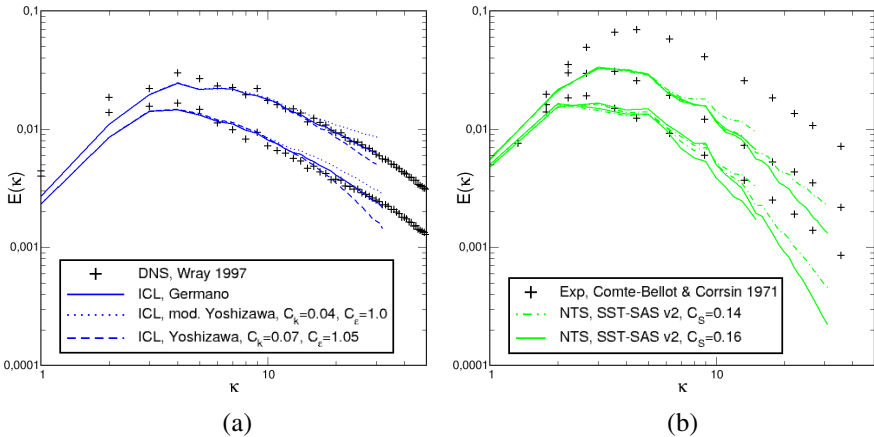 0,1
0,01
0,001
0,0001
E(κ)
1
10
κ
DNS, Wray 1997
ICL, Germano
ICL, mod. Yoshizawa, Ck=0.04, Cε=1.0
ICL, Yoshizawa, Ck=0.07, Cε=1.05
(a)
0,1
0,01
0,001
0,0001
E(κ)
1
10
κ
Exp, Comte-Bellot & Corrsin 1971
NTS, SST-SAS v2, CS=0.14
NTS, SST-SAS v2, CS=0.16
(b)